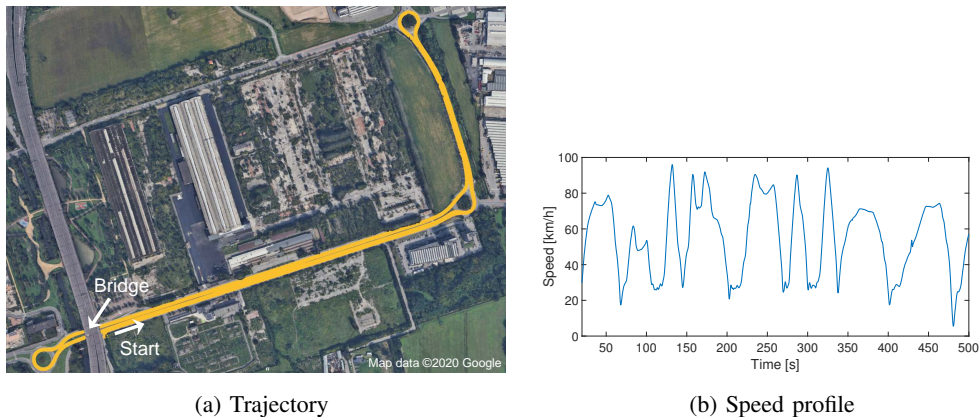 Bridge
Start
Map data ©2020 Google
(a) Trajectory
100
80
60
40
20
0
Speed [km/h]
50 100 150 200 250 300 350 400 450 500
Time [s]
(b) Speed profile